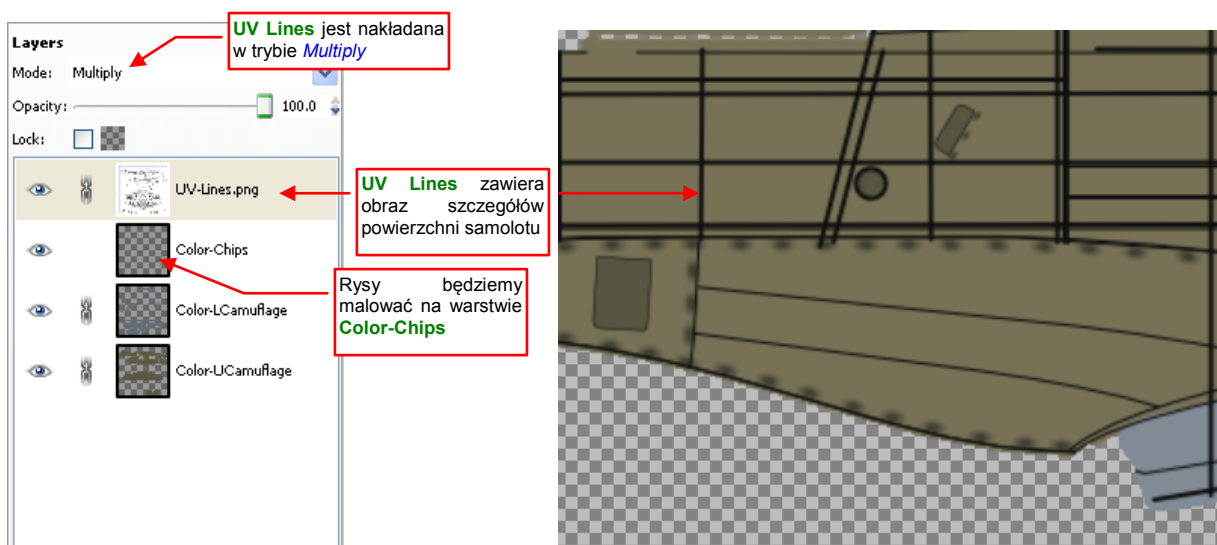 Layers
Mode: Multiply
Opacity: 100.0
Lock:
UV-Lines.png
Color-Chips
Color-LCamuflage
Color-UCamuflage
UV Lines jest nakładana
w trybie Multiply
UV Lines zawiera
obraz szczegółów
powierzchni samolotu
Rysy będziemy
malować na warstwie
Color-Chips